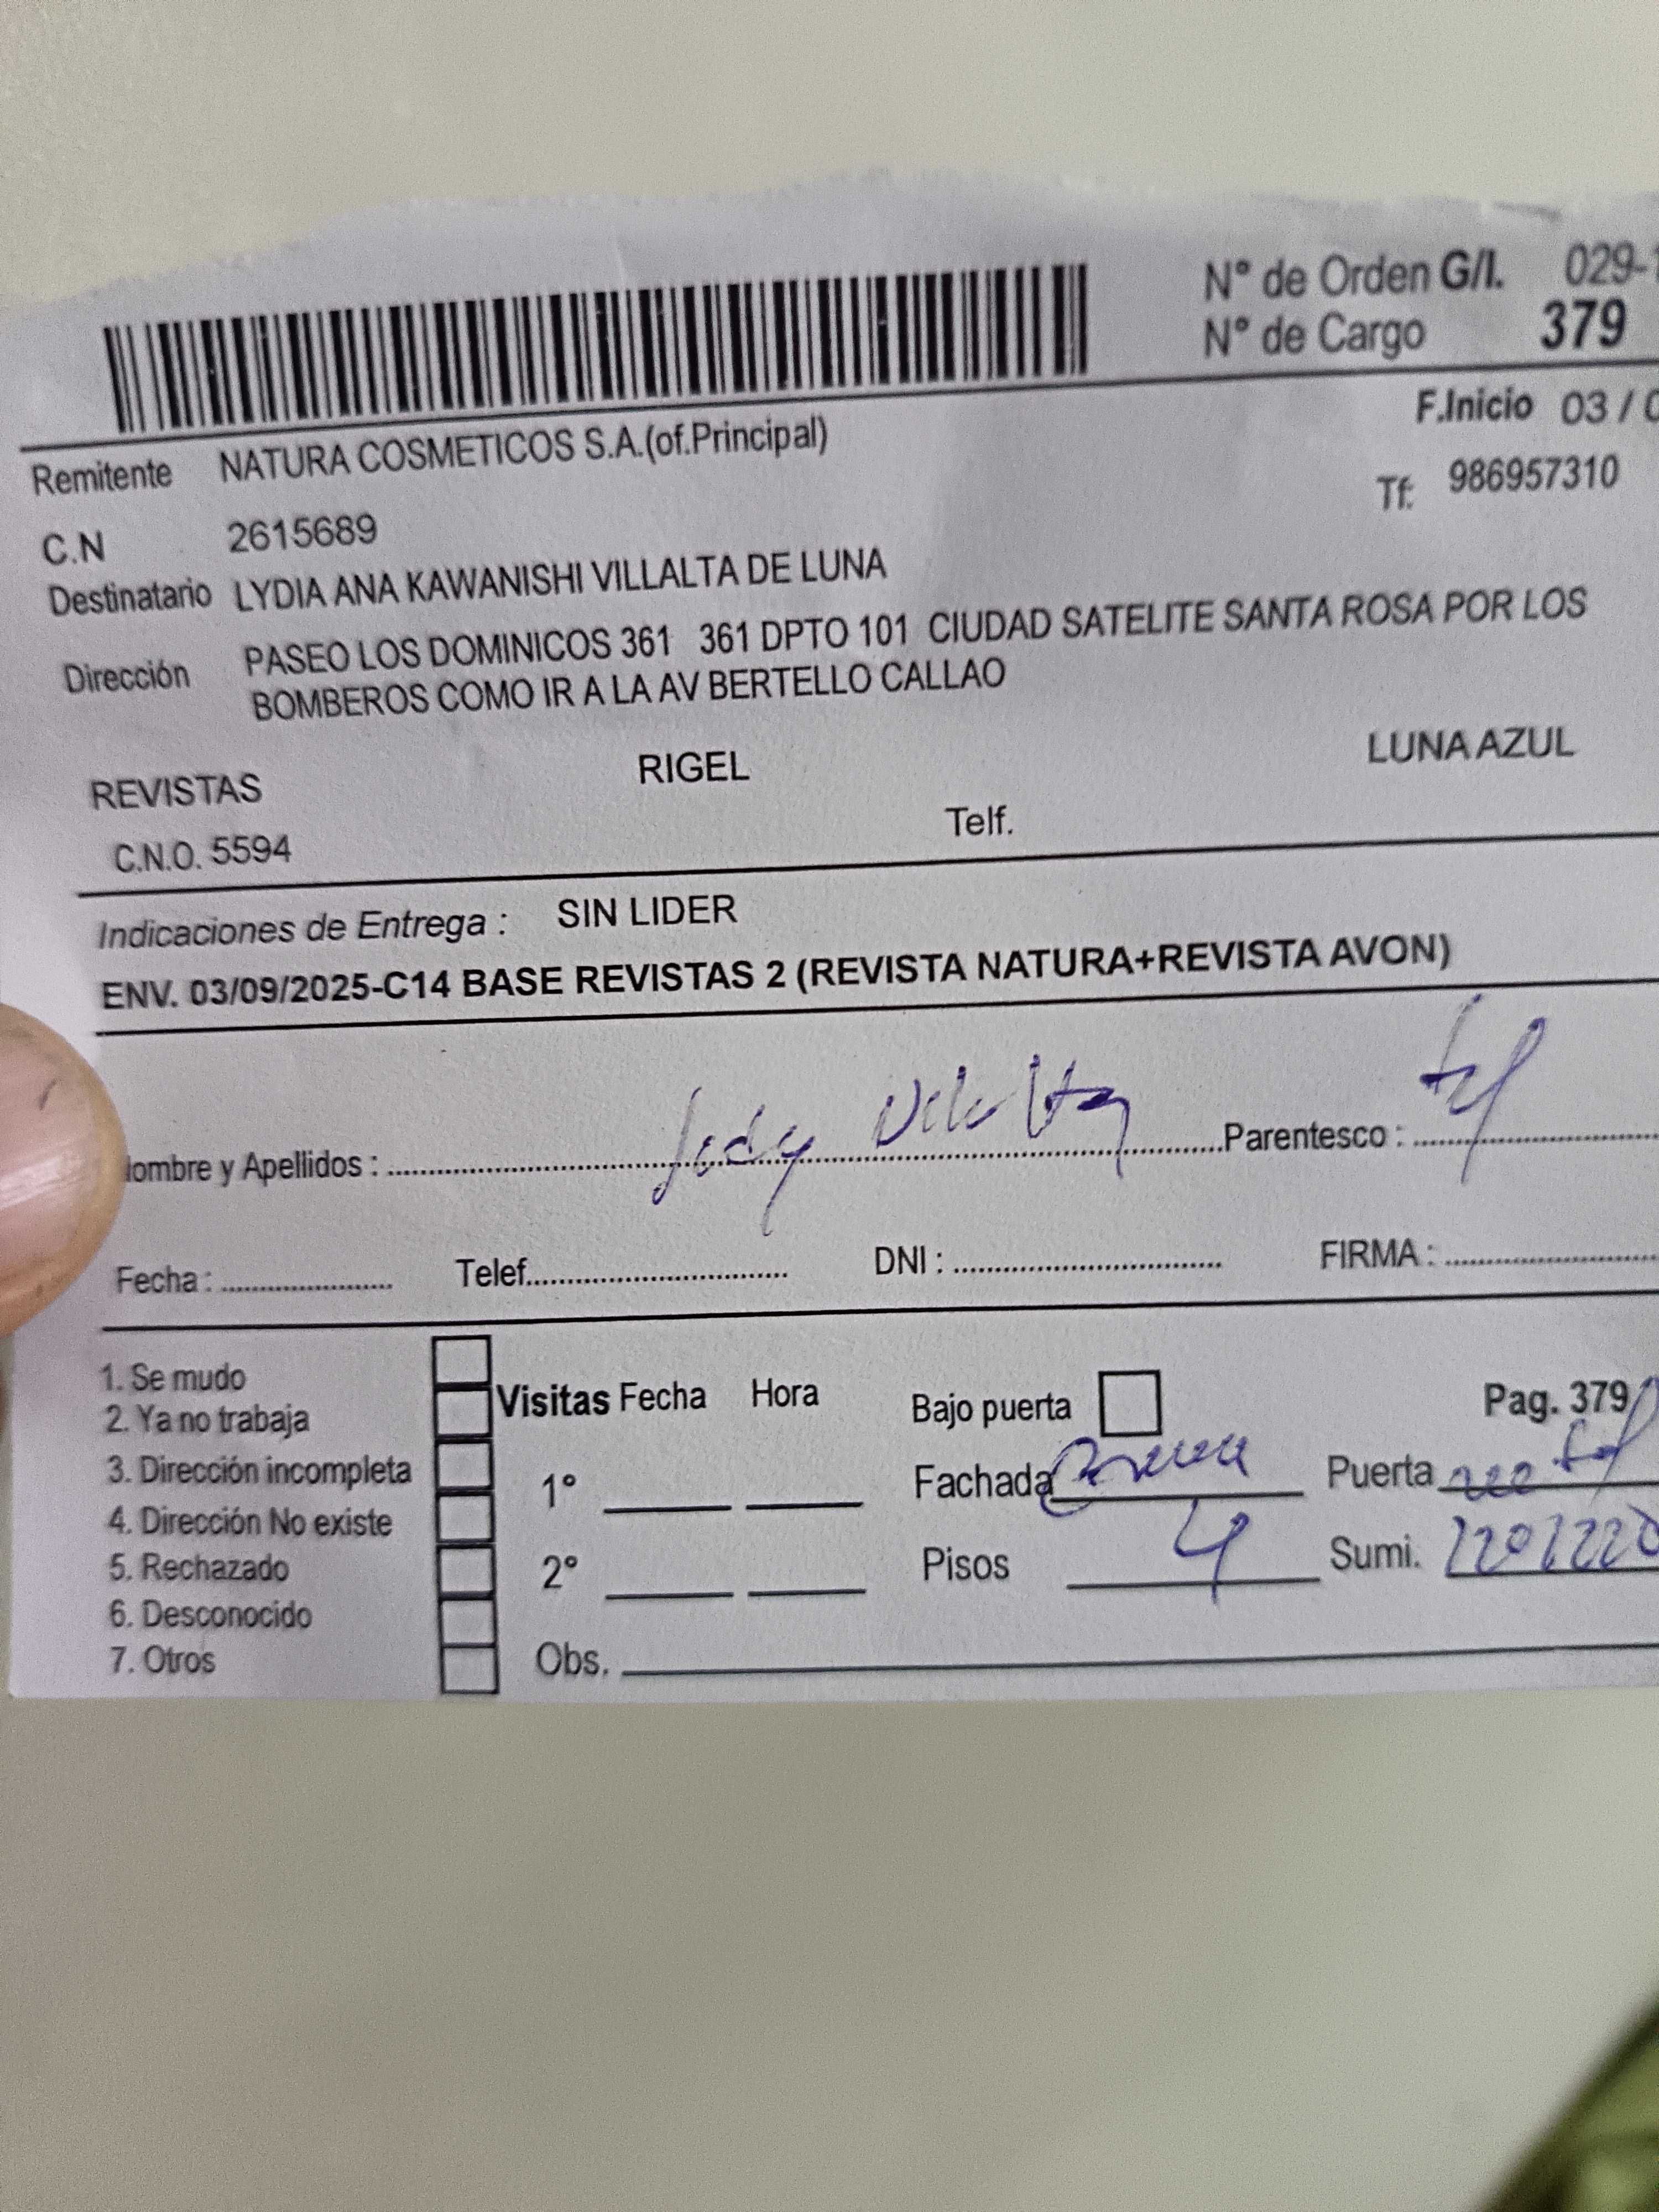 N° de Orden G/I. 029-
N° de Cargo 379
F.Inicio 03 / 0
Remitente NATURA COSMETICOS S.A.(of.Principal)
Tf: 986957310
C.N 2615689
Destinatario LYDIA ANA KAWANISHI VILLALTA DE LUNA
Dirección PASEO LOS DOMINICOS 361 361 DPTO 101 CIUDAD SATELITE SANTA ROSA POR LOS
BOMBEROS COMO IR A LA AV BERTELLO CALLAO
REVISTAS RIGEL LUNA AZUL
C.N.O. 5594 Telf.
Indicaciones de Entrega : SIN LIDER
ENV. 03/09/2025-C14 BASE REVISTAS 2 (REVISTA NATURA+REVISTA AVON)
ombre y Apellidos : Parentesco :
Fecha : Telef. DNI : FIRMA :
1. Se mudo
2. Ya no trabaja
3. Dirección incompleta
4. Dirección No existe
5. Rechazado
6. Desconocido
7. Otros
Visitas Fecha Hora
1°
2°
Obs.
Bajo puerta
Fachada
Pisos 4
Pag. 379
Puerta
Sumi.